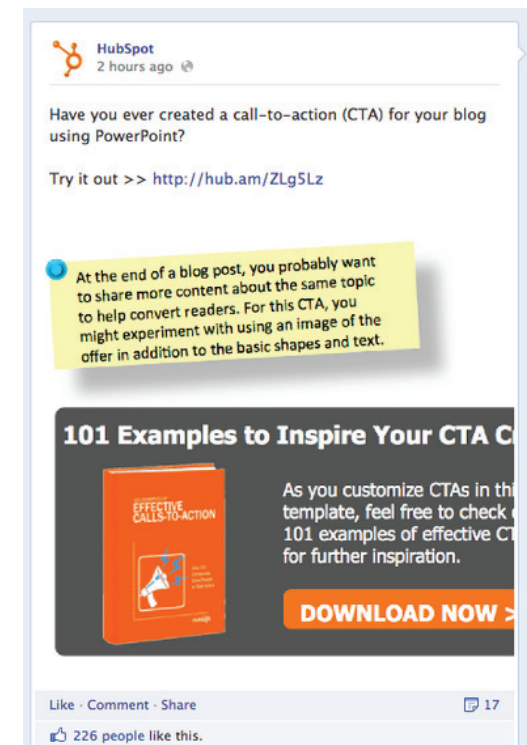 HubSpot
2 hours ago
Have you ever created a call-to-action (CTA) for your blog
using PowerPoint?
Try it out >> http://hub.am/ZLg5Lz
At the end of a blog post, you probably want
to share more content about the same topic
to help convert readers. For this CTA, you
might experiment with using an image of the
offer in addition to the basic shapes and text.
101 Examples to Inspire Your CTA C
EFFECTIVE
CALLS-TO-ACTION
As you customize CTAs in thi
template, feel free to check
101 examples of effective CT
for further inspiration.
DOWNLOAD NOW >
Like · Comment · Share
17
226 people like this.